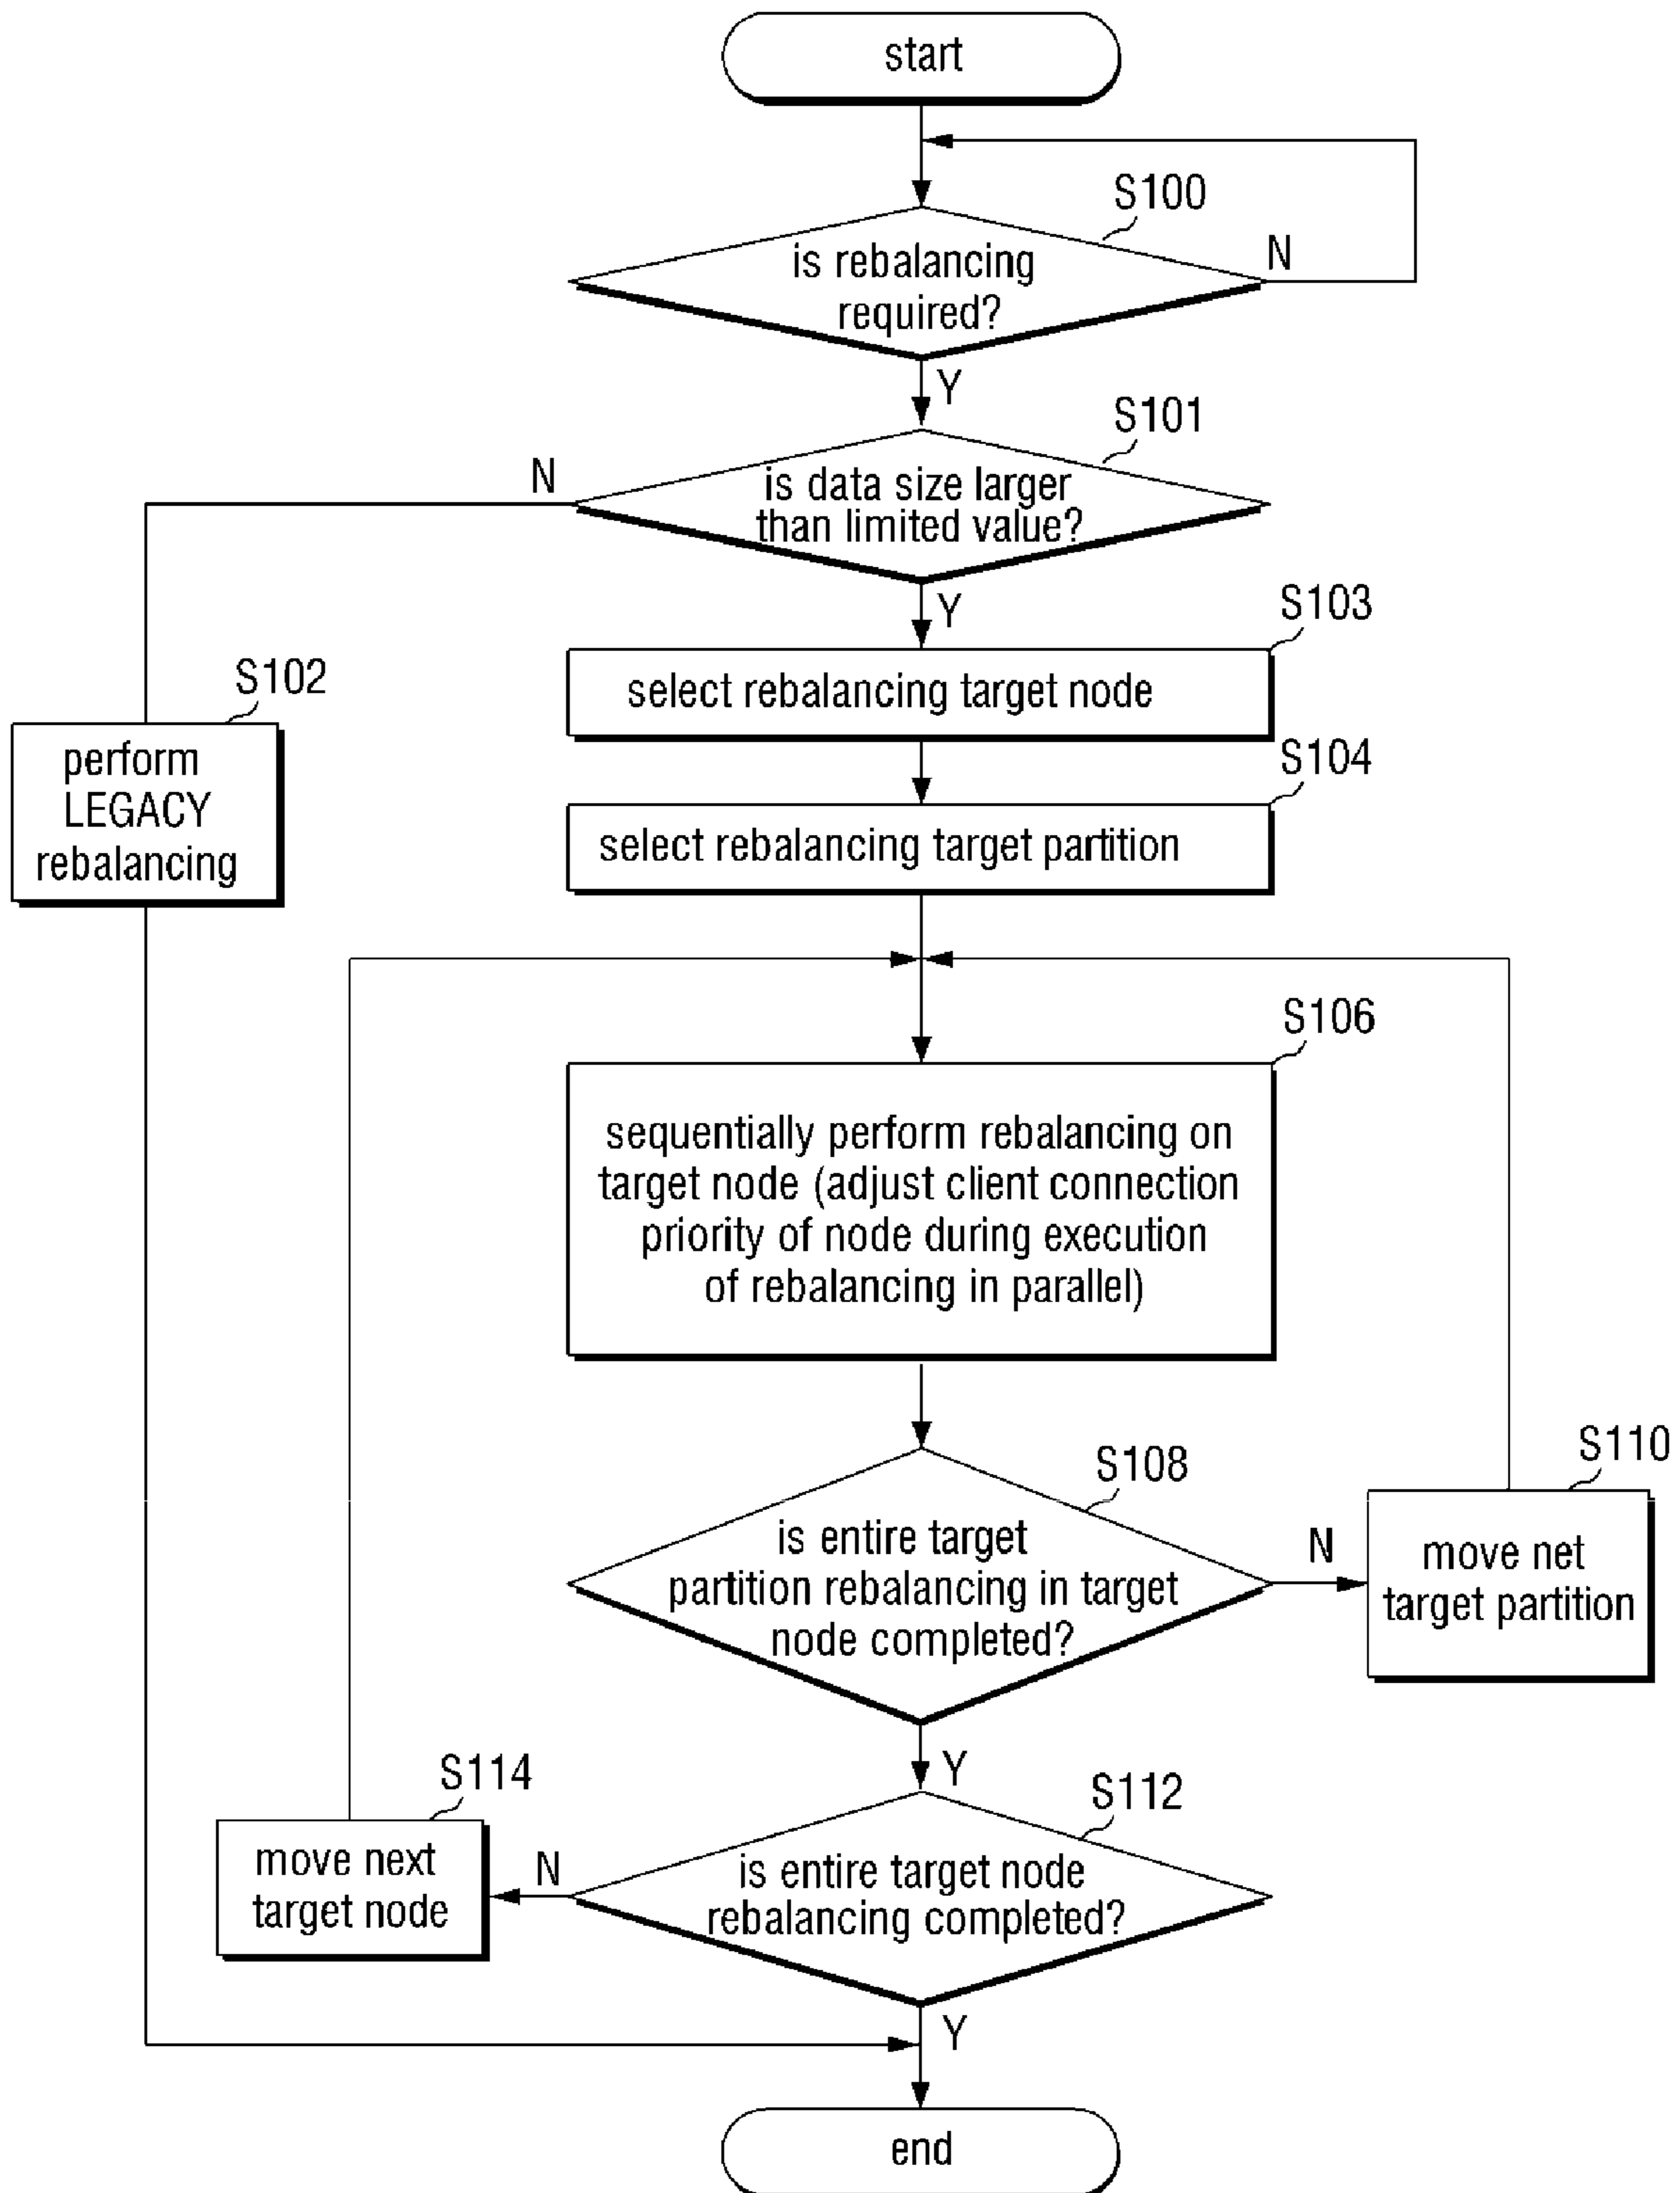 start
S100
is rebalancing
required?
N
Y
S101
is data size larger
than limited value?
N
Y
S103
select rebalancing target node
S102
perform
LEGACY
rebalancing
S104
select rebalancing target partition
S106
sequentially perform rebalancing on
target node (adjust client connection
priority of node during execution
of rebalancing in parallel)
S108
is entire target
partition rebalancing in target
node completed?
N
S110
move net
target partition
Y
S114
move next
target node
S112
is entire target node
rebalancing completed?
N
Y
end